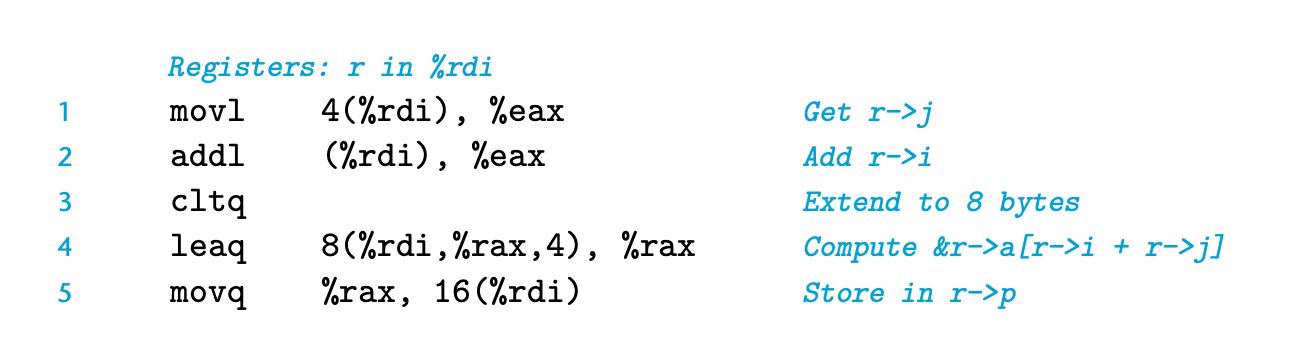 Registers: r in %rdi
1 movl 4(%rdi), %eax Get r->j
2 addl (%rdi), %eax Add r->i
3 cltq Extend to 8 bytes
4 leaq 8(%rdi,%rax,4), %rax Compute &r->a[r->i + r->j]
5 movq %rax, 16(%rdi) Store in r->p